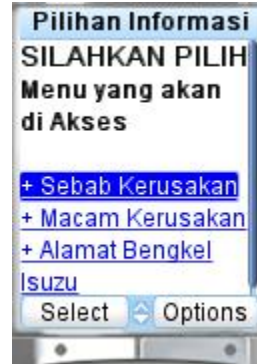 Pilihan Informasi
SILAHKAN PILIH
Menu yang akan
di Akses
+ Sebab Kerusakan
+ Macam Kerusakan
+ Alamat Bengkel
Isuzu
Select Options